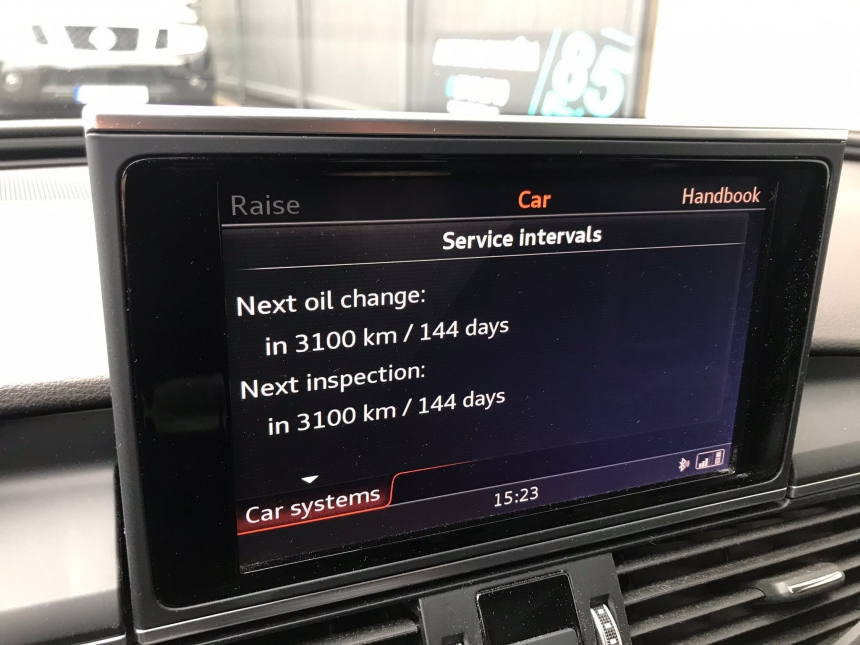 85
Raise
Car
Handbook
Service intervals
Next oil change:
in 3100 km / 144 days
Next inspection:
in 3100 km / 144 days
Car systems
15:23